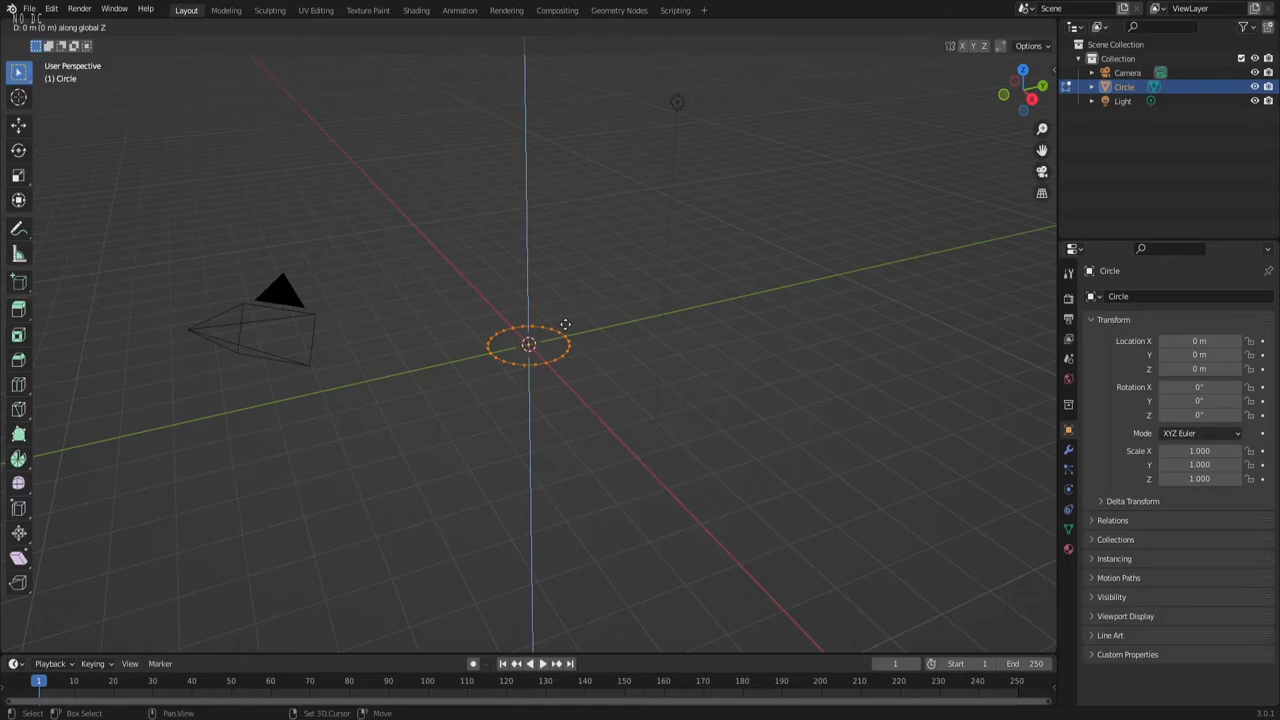 File Edit Render Window Help
Layout Modeling Sculpting UV Editing Texture Paint Shading Animation Rendering Compositing Geometry Nodes Scripting +
Scene
ViewLayer
NO DC
D: 0 m (0 m) along global Z
X Y Z Options
User Perspective
(1) Circle
Z
Y
X
Scene Collection
Collection
Camera
Circle
Light
Circle
Circle
Transform
Location X 0 m
Y 0 m
Z 0 m
Rotation X 0°
Y 0°
Z 0°
Mode XYZ Euler
Scale X 1.000
Y 1.000
Z 1.000
Delta Transform
Relations
Collections
Instancing
Motion Paths
Visibility
Viewport Display
Line Art
Custom Properties
Playback Keying View Marker
1 Start 1 End 250
1 10 20 30 40 50 60 70 80 90 100 110 120 130 140 150 160 170 180 190 200 210 220 230 240 250
Select Box Select Pan View Set 3D Cursor Move
3.0.1